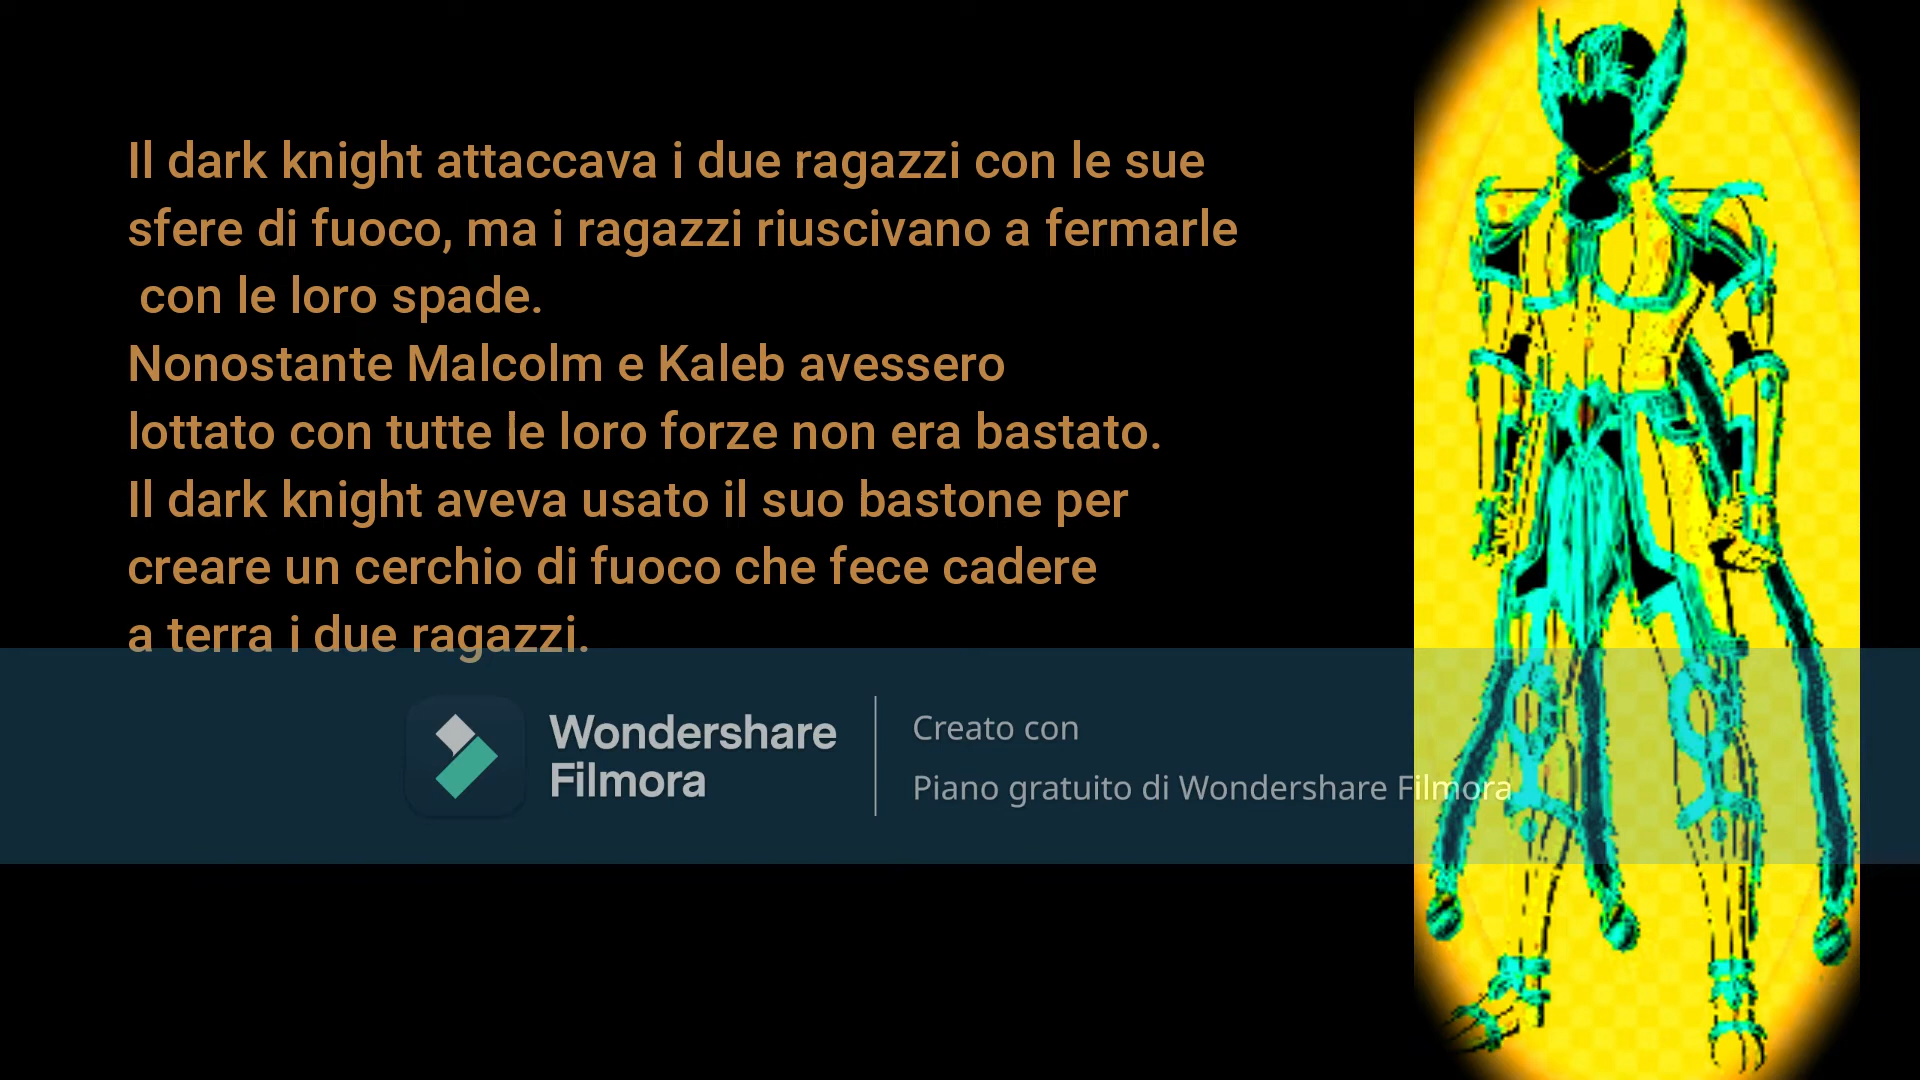 Il dark knight attaccava i due ragazzi con le sue
sfere di fuoco, ma i ragazzi riuscivano a fermarle
con le loro spade.
Nonostante Malcolm e Kaleb avessero
lottato con tutte le loro forze non era bastato.
Il dark knight aveva usato il suo bastone per
creare un cerchio di fuoco che fece cadere
a terra i due ragazzi.
Wondershare
Filmora
Creato con
Piano gratuito di Wondershare Filmora